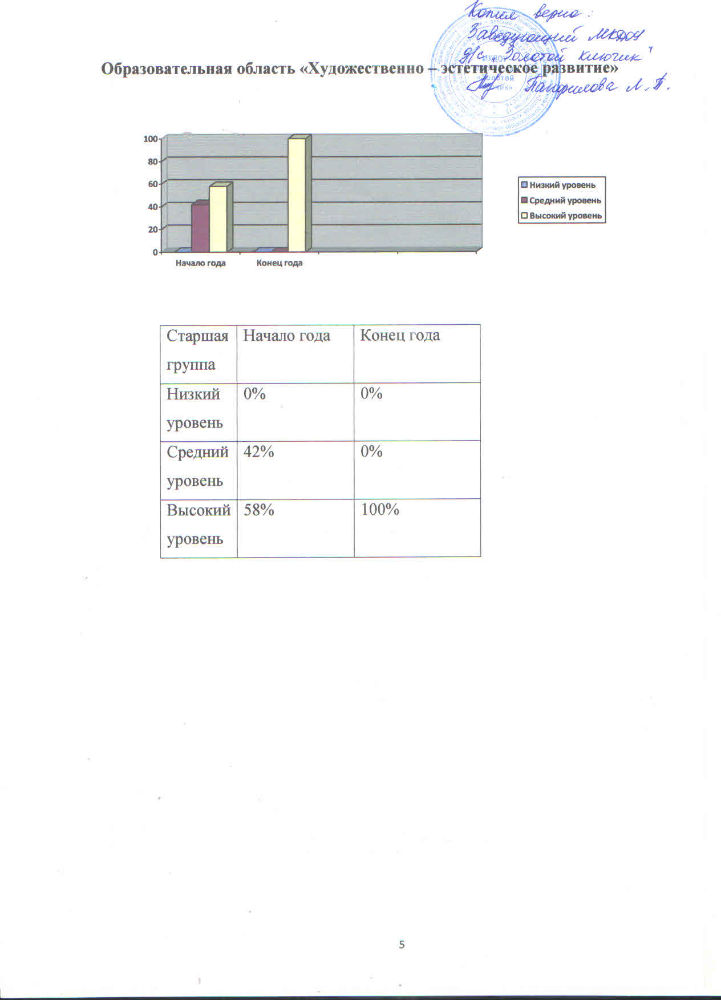 Копия верна:
Заведующий МКДОУ
д/с „Золотой ключик"
Панфилова Л.П.
МКДОУ
Образовательная область «Художественно – эстетическое развитие»
100
80
60
40
20
0
Начало года Конец года
Низкий уровень
Средний уровень
Высокий уровень
Старшая группа Начало года Конец года
Низкий уровень 0% 0%
Средний уровень 42% 0%
Высокий уровень 58% 100%
5